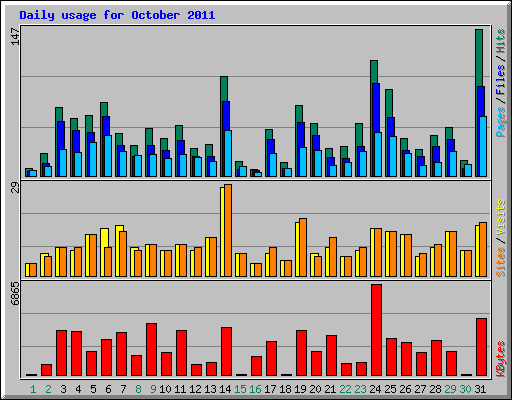 Daily usage for October 2011
147
Pages / Files / Hits
29
Sites / Visits
6865
KBytes
1 2 3 4 5 6 7 8 9 10 11 12 13 14 15 16 17 18 19 20 21 22 23 24 25 26 27 28 29 30 31